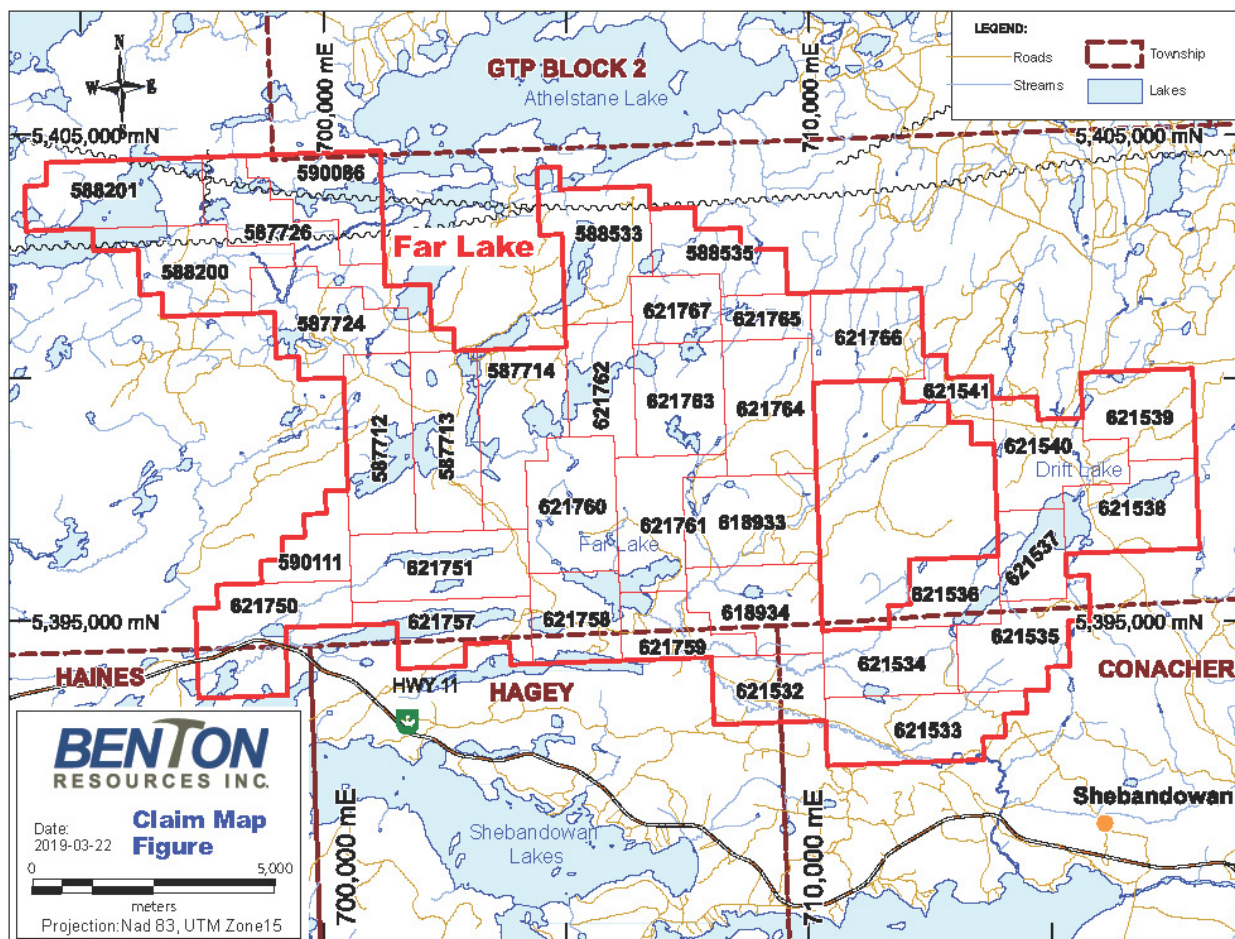 N
W
E
S
700,000 mE
GTP BLOCK 2
Athelstane Lake
710,000 mE
LEGEND:
Roads
Township
Streams
Lakes
5,405,000 mN
5,405,000 mN
588201
590086
587726
588533
588535
Far Lake
588200
587724
621767
621765
621766
587714
621762
621763
621764
621541
621539
587712
587713
621540
Drift Lake
621760
621761
618933
621538
Far Lake
590111
621751
621537
621536
621750
621757
621758
618934
5,395,000 mN
5,395,000 mN
621759
621535
621534
HAINES
HWY 11
HAGEY
CONACHER
621532
621533
BENTON
RESOURCES INC.
Date:
2019-03-22
Claim Map
Figure
0
5,000
meters
Projection:Nad 83, UTM Zone15
700,000 mE
Shebandowan
Lakes
710,000 mE
Shebandowan